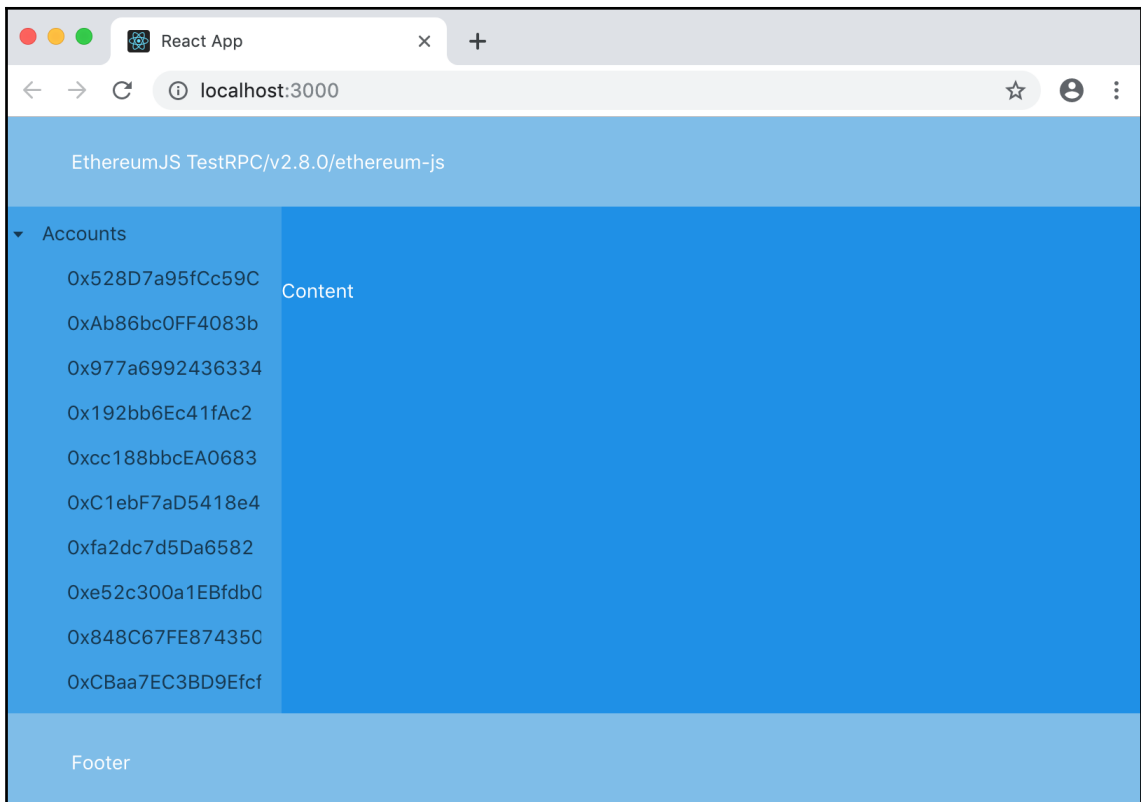 React App
localhost:3000
EthereumJS TestRPC/v2.8.0/ethereum-js
Accounts
0x528D7a95fCc59C
Content
0xAb86bc0FF4083b
0x977a6992436334
0x192bb6Ec41fAc2
0xcc188bbcEA0683
0xC1ebF7aD5418e4
0xfa2dc7d5Da6582
0xe52c300a1EBfdb0
0x848C67FE874350
0xCBaa7EC3BD9Efcf
Footer